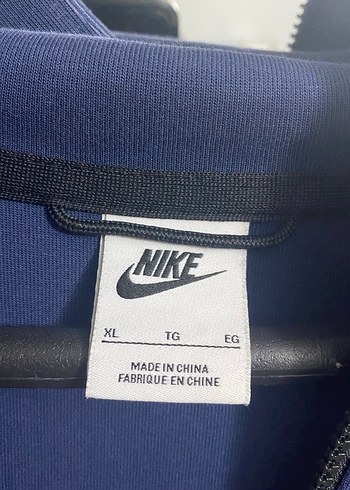 NIKE
XL TG EG
MADE IN CHINA
FABRIQUE EN CHINE